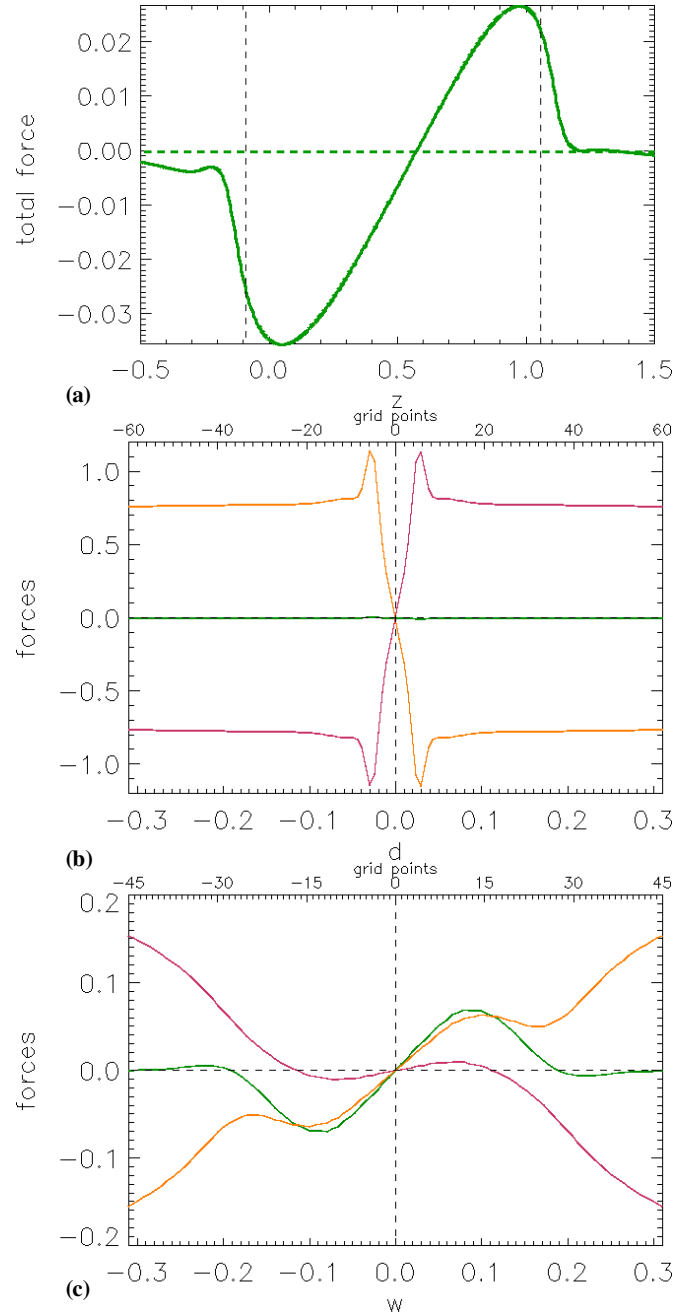 0.02
0.01
0.00
-0.01
-0.02
-0.03
total force
-0.5 0.0 0.5 1.0 1.5
(a)
z
grid points
-60 -40 -20 0 20 40 60
1.0
0.5
0.0
-0.5
-1.0
forces
-0.3 -0.2 -0.1 0.0 0.1 0.2 0.3
(b)
d
grid points
-45 -30 -15 0 15 30 45
0.2
0.1
0.0
-0.1
-0.2
forces
-0.3 -0.2 -0.1 0.0 0.1 0.2 0.3
(c)
w